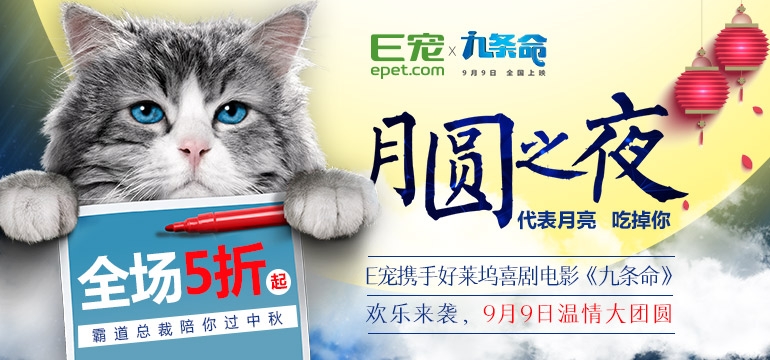 E宠 × 九条命
epet.com 9月9日 全国上映
月圆之夜
代表月亮 吃掉你
全场5折起
霸道总裁陪你过中秋
E宠携手好莱坞喜剧电影《九条命》
欢乐来袭，9月9日温情大团圆